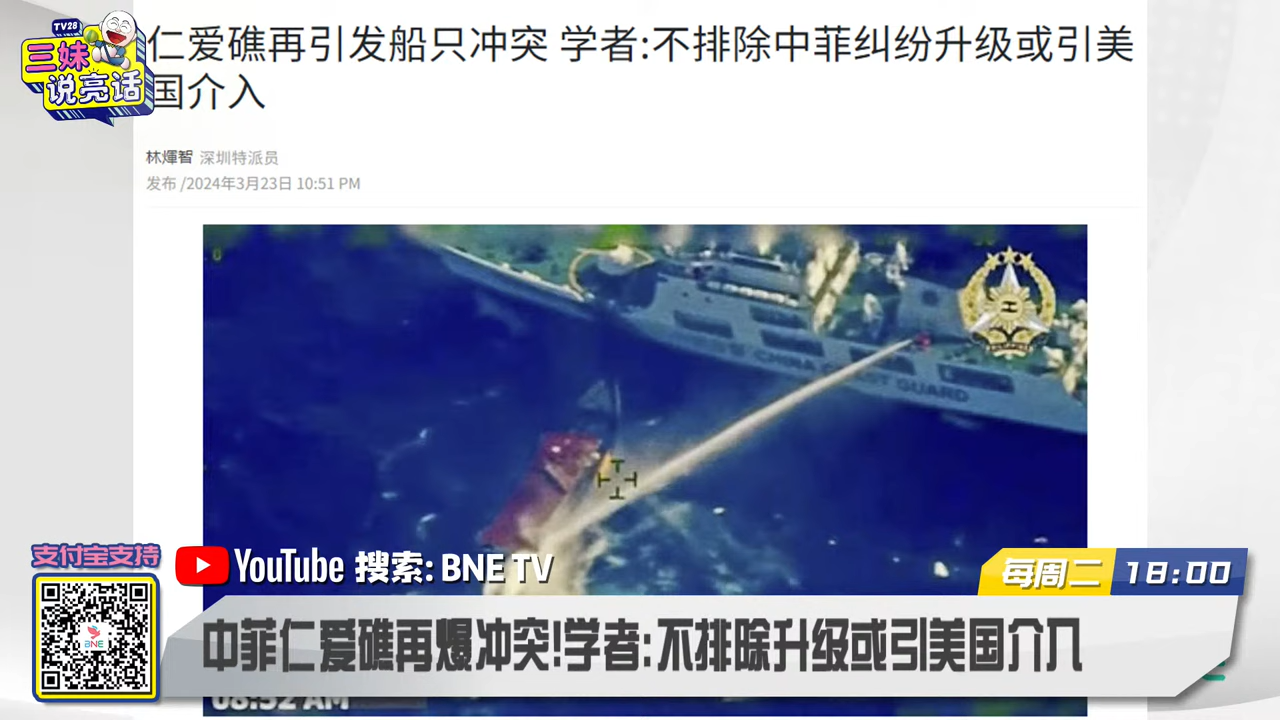 TV28
三妹
说亮话
仁爱礁再引发船只冲突 学者:不排除中菲纠纷升级或引美
国介入
林煇智 深圳特派员
发布 /2024年3月23日 10:51 PM
CHINA COAST GUARD
支付宝支持
YouTube 搜索: BNE TV
每周二 18:00
BNE
中菲仁爱礁再爆冲突!学者:不排除升级或引美国介入
08:52 AM